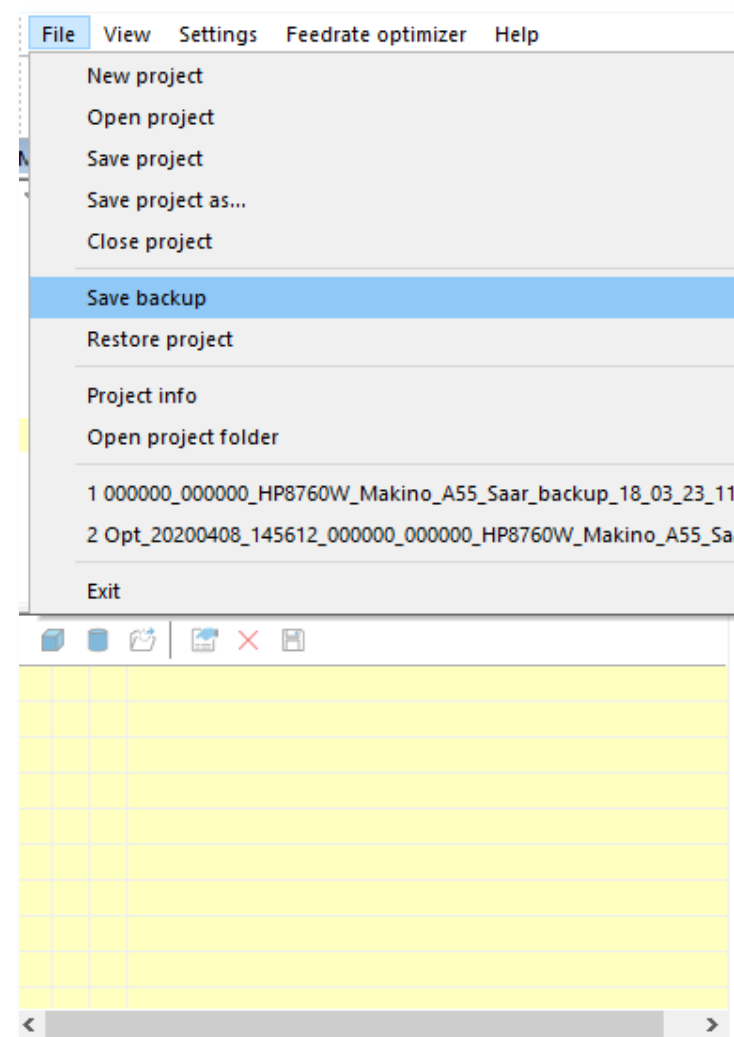 File View Settings Feedrate optimizer Help
New project
Open project
Save project
Save project as...
Close project
Save backup
Restore project
Project info
Open project folder
1 000000_000000_HP8760W_Makino_A55_Saar_backup_18_03_23_11
2 Opt_20200408_145612_000000_000000_HP8760W_Makino_A55_Sa
Exit